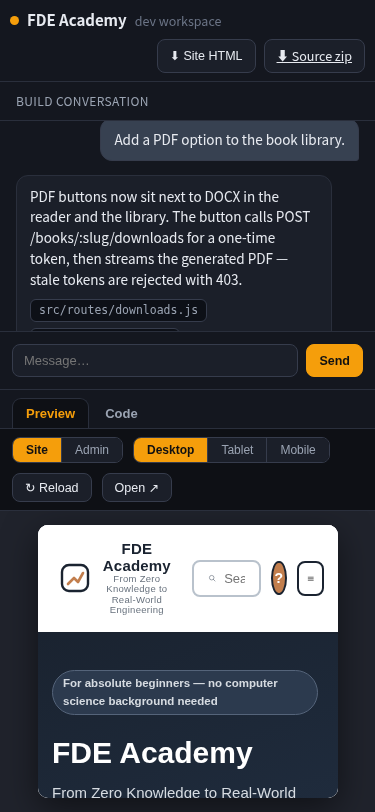 FDE Academy dev workspace
⬇ Site HTML
⬇ Source zip
BUILD CONVERSATION
Add a PDF option to the book library.
PDF buttons now sit next to DOCX in the
reader and the library. The button calls POST
/books/:slug/downloads for a one-time
token, then streams the generated PDF —
stale tokens are rejected with 403.
src/routes/downloads.js
Message…
Send
Preview
Code
Site
Admin
Desktop
Tablet
Mobile
↻ Reload
Open ↗
FDE
Academy
From Zero
Knowledge to
Real-World
Engineering
Sea
?
≡
For absolute beginners — no computer
science background needed
FDE Academy
From Zero Knowledge to Real-World